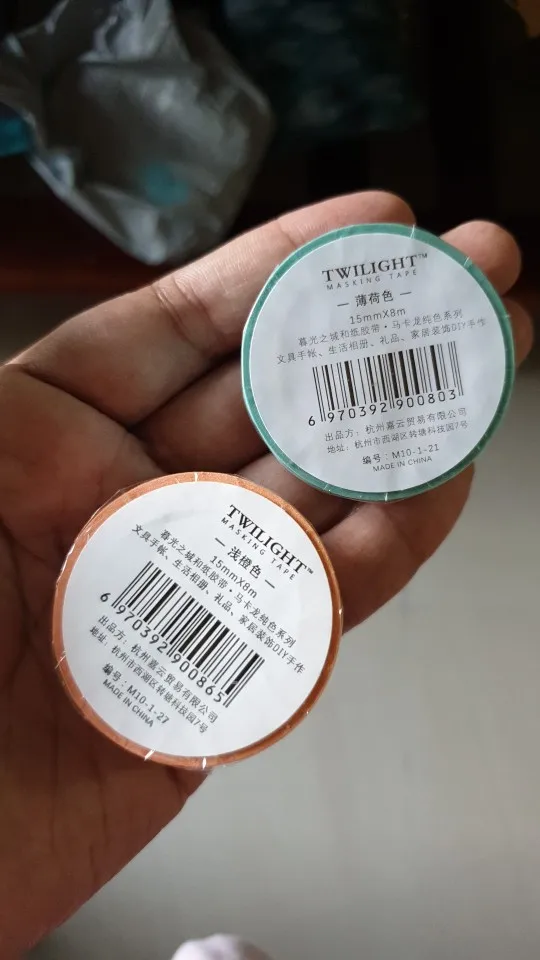 TWILIGHT™
MASKING TAPE
— 薄荷色 —
15mmX8m
暮光之城和纸胶带·马卡龙纯色系列
文具手帐、生活相册、礼品、家居装饰DIY手作
6 970392 900803
出品方：杭州嘉云贸易有限公司
地址：杭州市西湖区转塘科技园7号
编号：M10-1-21
MADE IN CHINA
TWILIGHT™
MASKING TAPE
— 浅橙色 —
15mmX8m
暮光之城和纸胶带·马卡龙纯色系列
文具手帐、生活相册、礼品、家居装饰DIY手作
6 970392 900865
出品方：杭州嘉云贸易有限公司
地址：杭州市西湖区转塘科技园7号
编号：M10-1-27
MADE IN CHINA